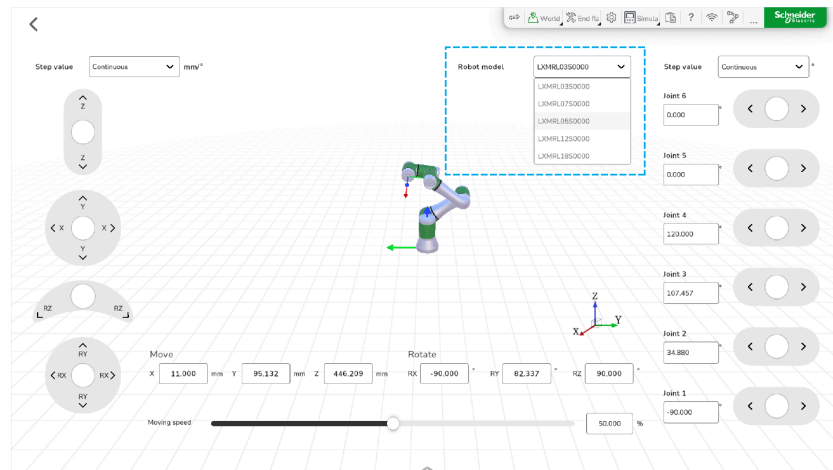 World
End fla
Simula
?
...
Schneider
Electric
Step value
Continuous
mm/°
Robot model
LXMRL03S0000
LXMRL03S0000
LXMRL07S0000
LXMRL05S0000
LXMRL12S0000
LXMRL18S0000
Step value
Continuous
°
Z
Z
Y
X X
Y
RZ RZ
RY
RX RX
RY
Joint 6
0.000 °
Joint 5
0.000 °
Joint 4
120.000 °
Joint 3
107.457 °
Joint 2
34.880 °
Joint 1
-90.000 °
Z
X Y
Move
X 11,000 mm Y 95,132 mm Z 446,209 mm
Rotate
RX -90,000 ° RY 82,337 ° RZ 90,000 °
Moving speed
50.000 %